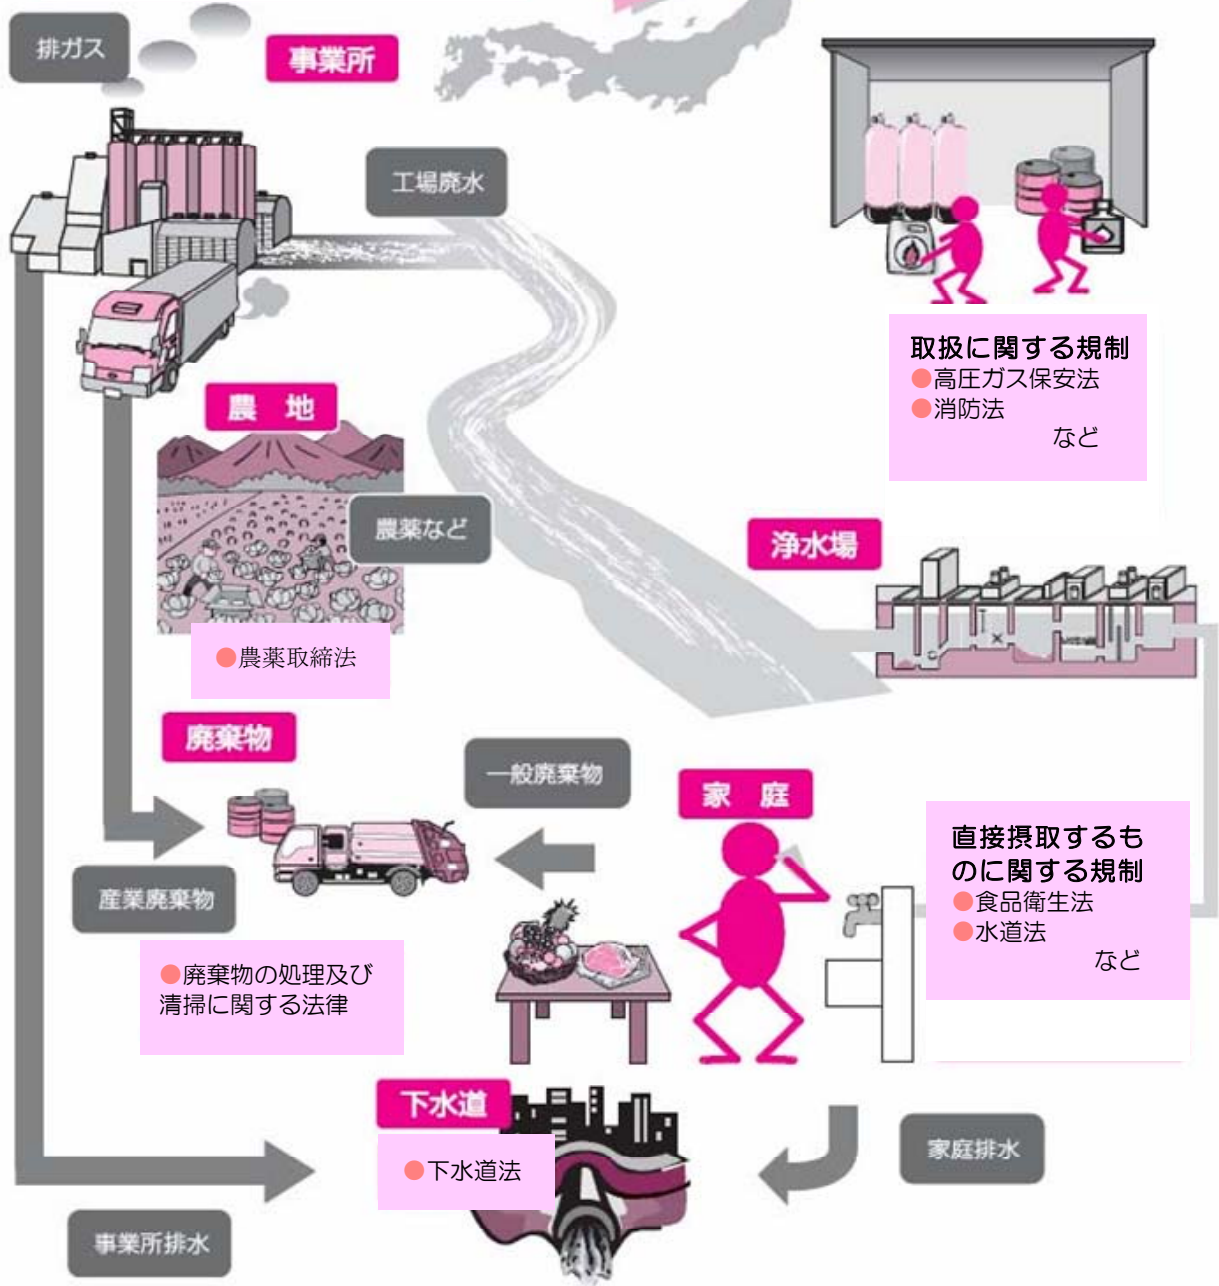 排ガス
事業所
工場廃水
取扱に関する規制
●高圧ガス保安法
●消防法
など
農 地
農薬など
●農薬取締法
浄水場
廃棄物
一般廃棄物
産業廃棄物
●廃棄物の処理及び
清掃に関する法律
家 庭
直接摂取するも
のに関する規制
●食品衛生法
●水道法
など
下水道
●下水道法
家庭排水
事業所排水